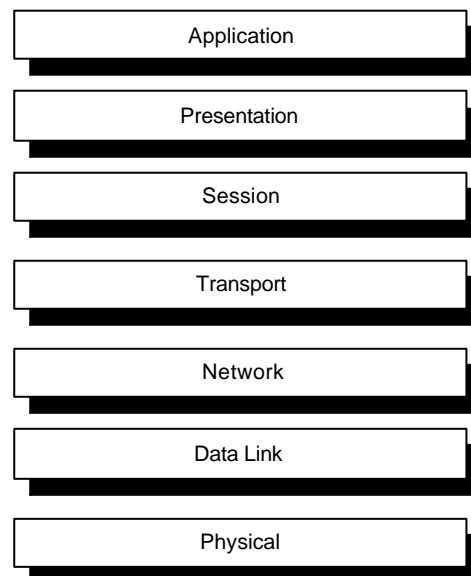 Application
Presentation
Session
Transport
Network
Data Link
Physical